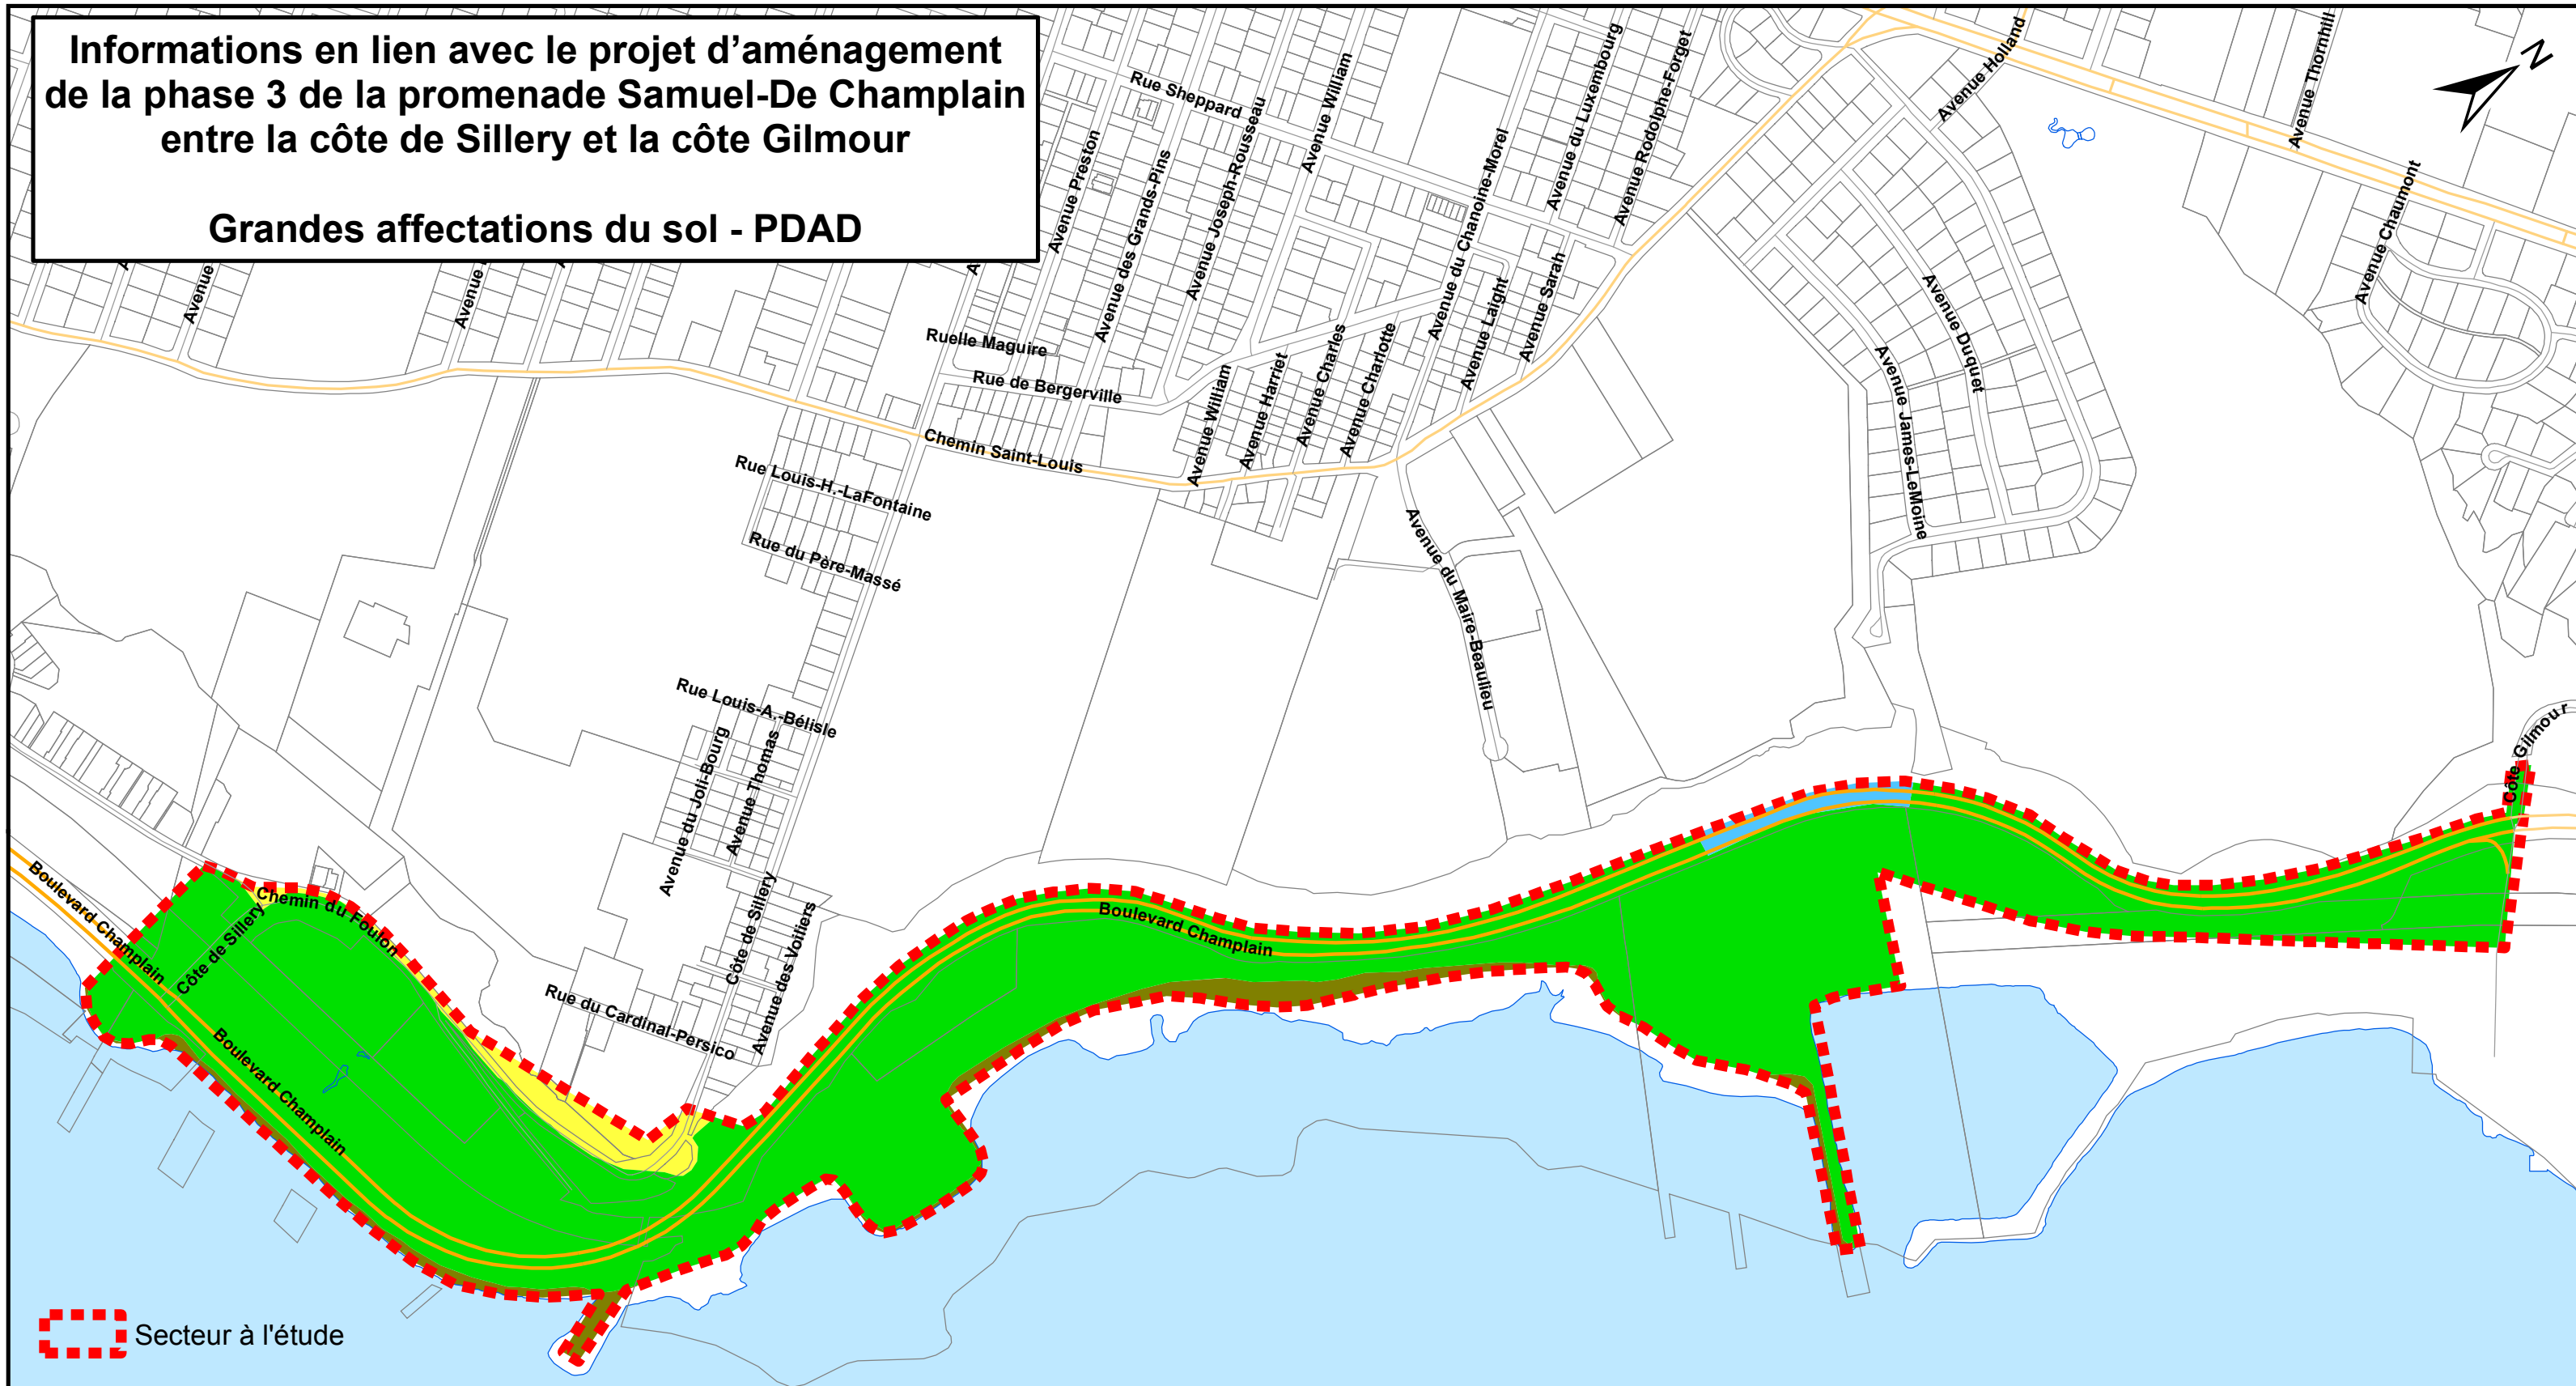 Informations en lien avec le projet d'aménagement
de la phase 3 de la promenade Samuel-De Champlain
entre la côte de Sillery et la côte Gilmour
Grandes affectations du sol - PDAD
N
Rue Sheppard
Avenue Preston
Avenue des Grands-Pins
Avenue Joseph-Rousseau
Avenue William
Avenue du Chanoine-Morel
Avenue du Luxembourg
Avenue Rodolphe-Forget
Avenue Holland
Avenue Thornhill
Avenue Chaumont
Avenue
Avenue
Ruelle Maguire
Rue de Bergerville
Chemin Saint-Louis
Avenue William
Avenue Harriet
Avenue Charles
Avenue Charlotte
Avenue Laight
Avenue Sarah
Avenue Duquet
Avenue James-LeMoine
Rue Louis-H.-LaFontaine
Rue du Père-Massé
Avenue du Maire-Beaulieu
Rue Louis-A.-Bélisle
Avenue du Joli-Bourg
Avenue Thomas
Côte Gilmour
Boulevard Champlain
Chemin du Foulon
Côte de Sillery
Côte de Sillery
Avenue des Voiliers
Rue du Cardinal-Persico
Boulevard Champlain
Boulevard Champlain
Secteur à l'étude